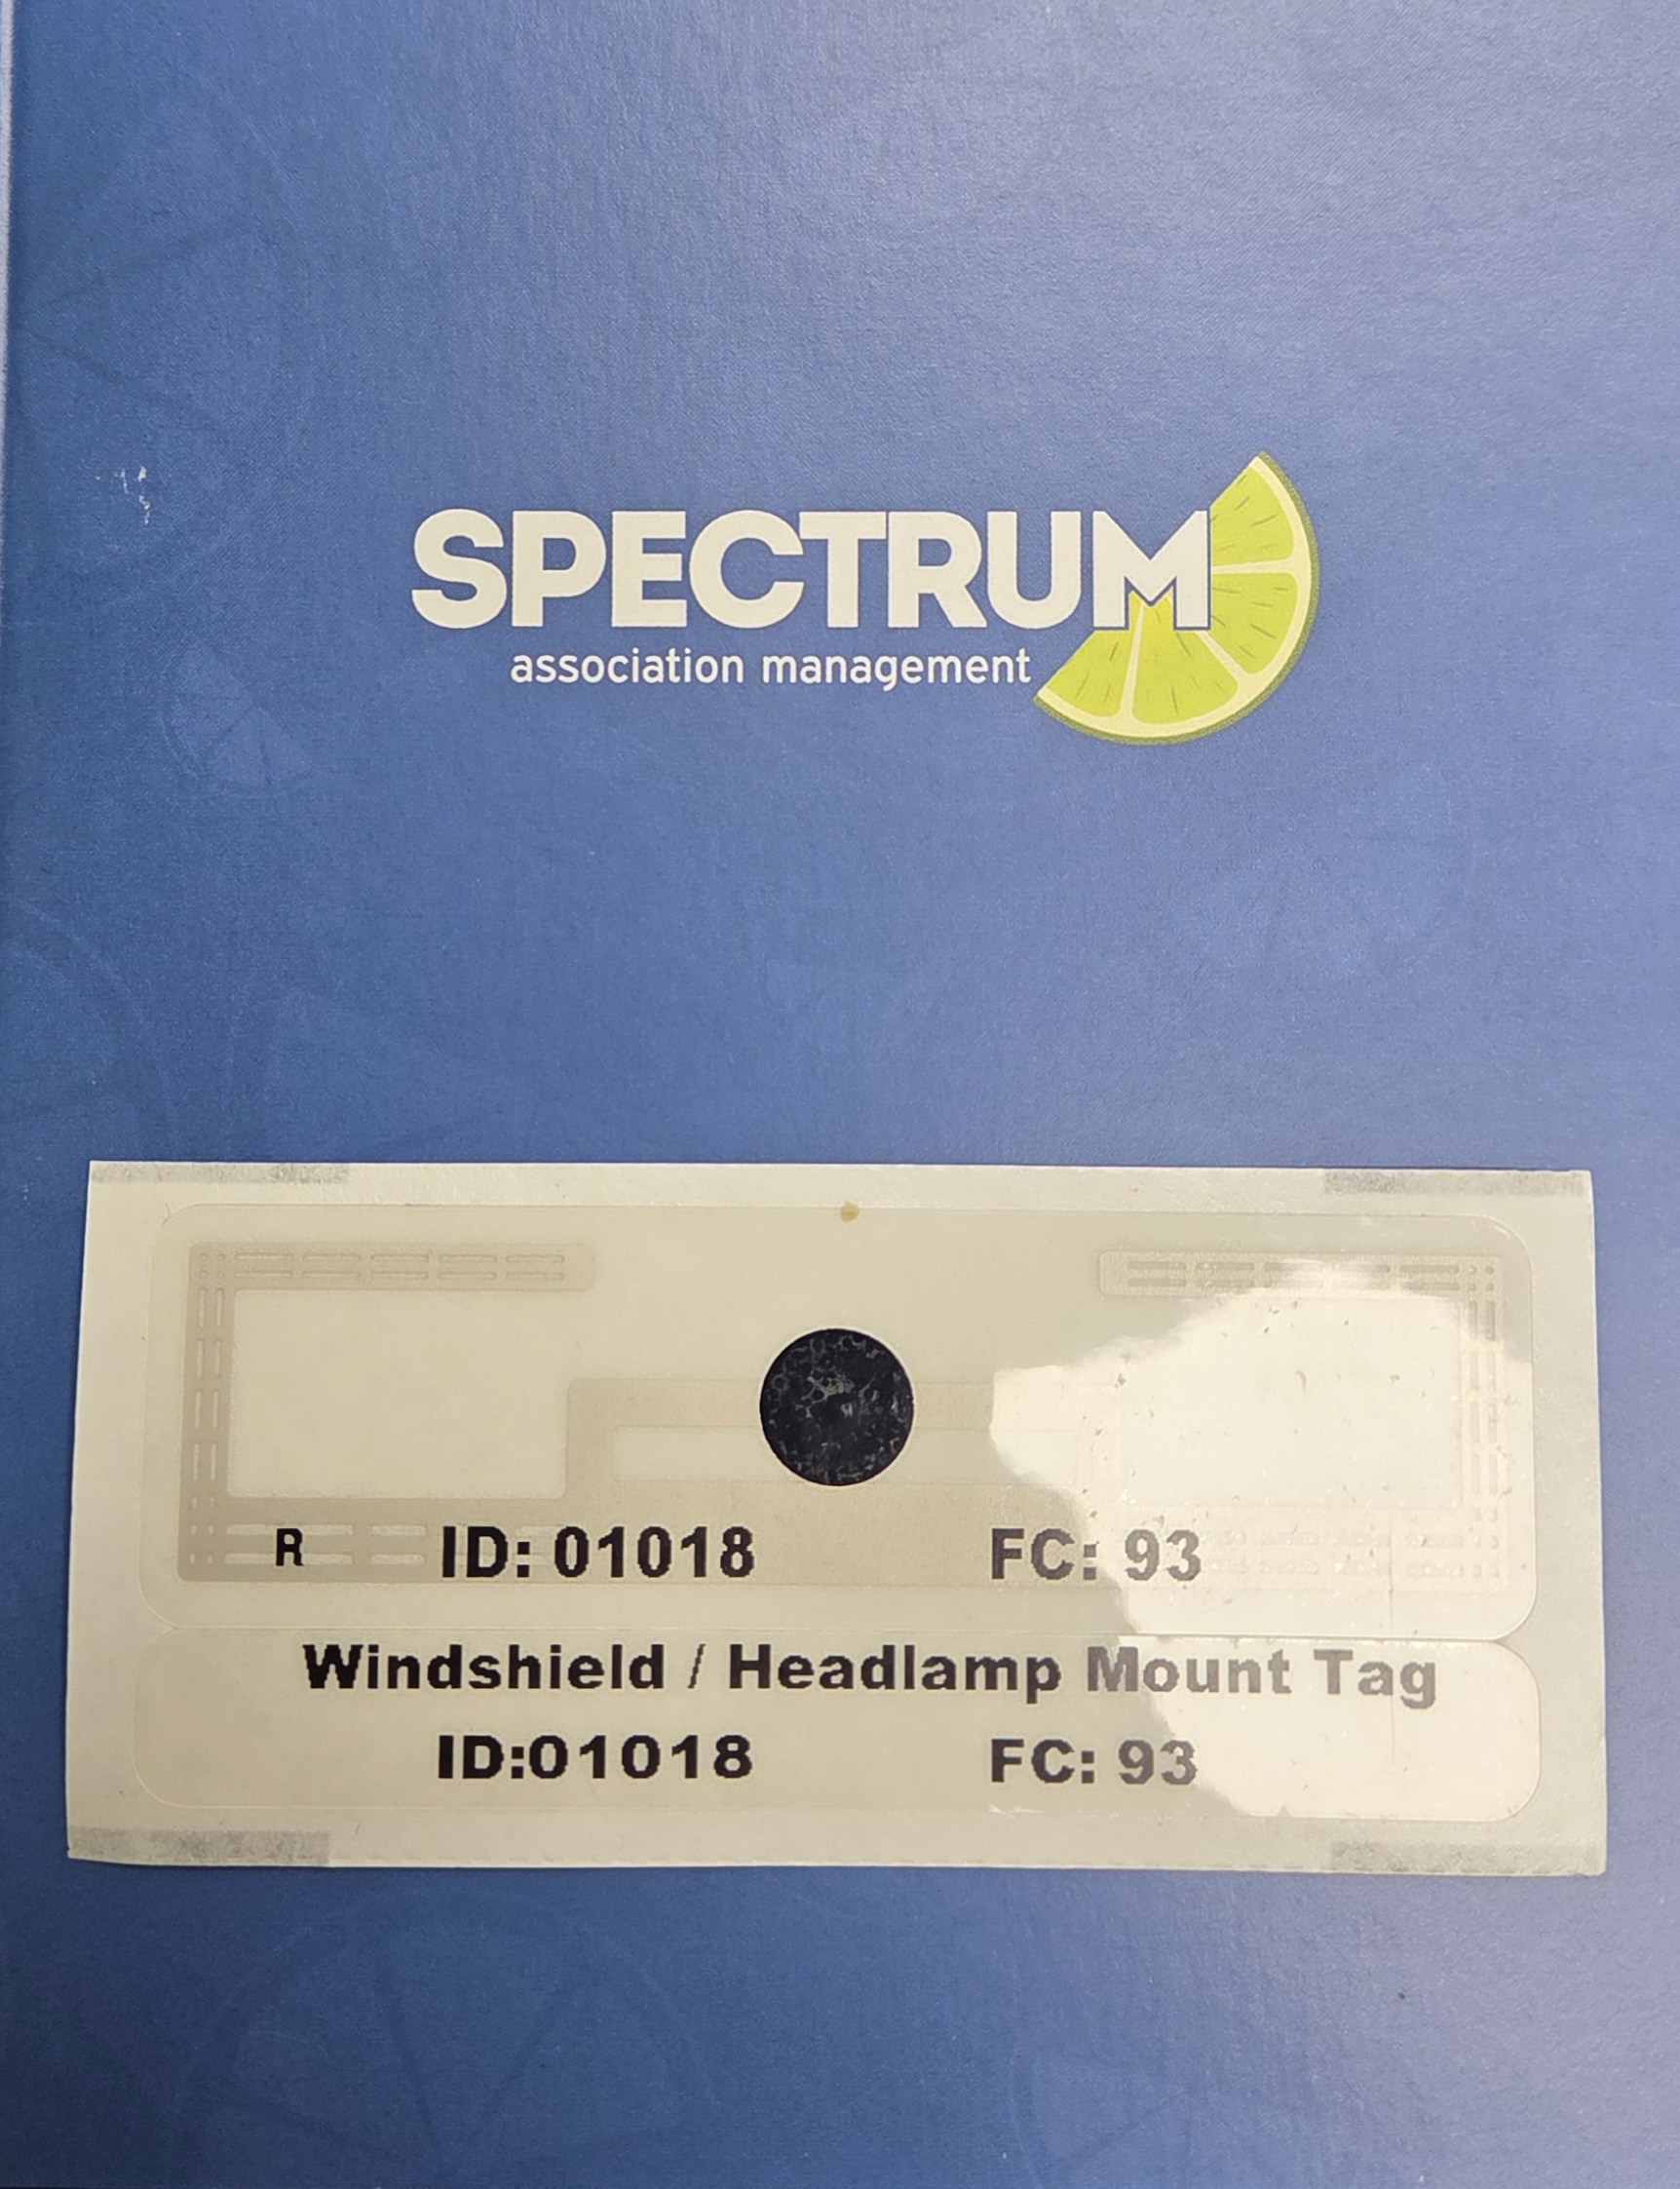 SPECTRUM
association management
R ID: 01018 FC: 93
Windshield / Headlamp Mount Tag
ID:01018 FC: 93